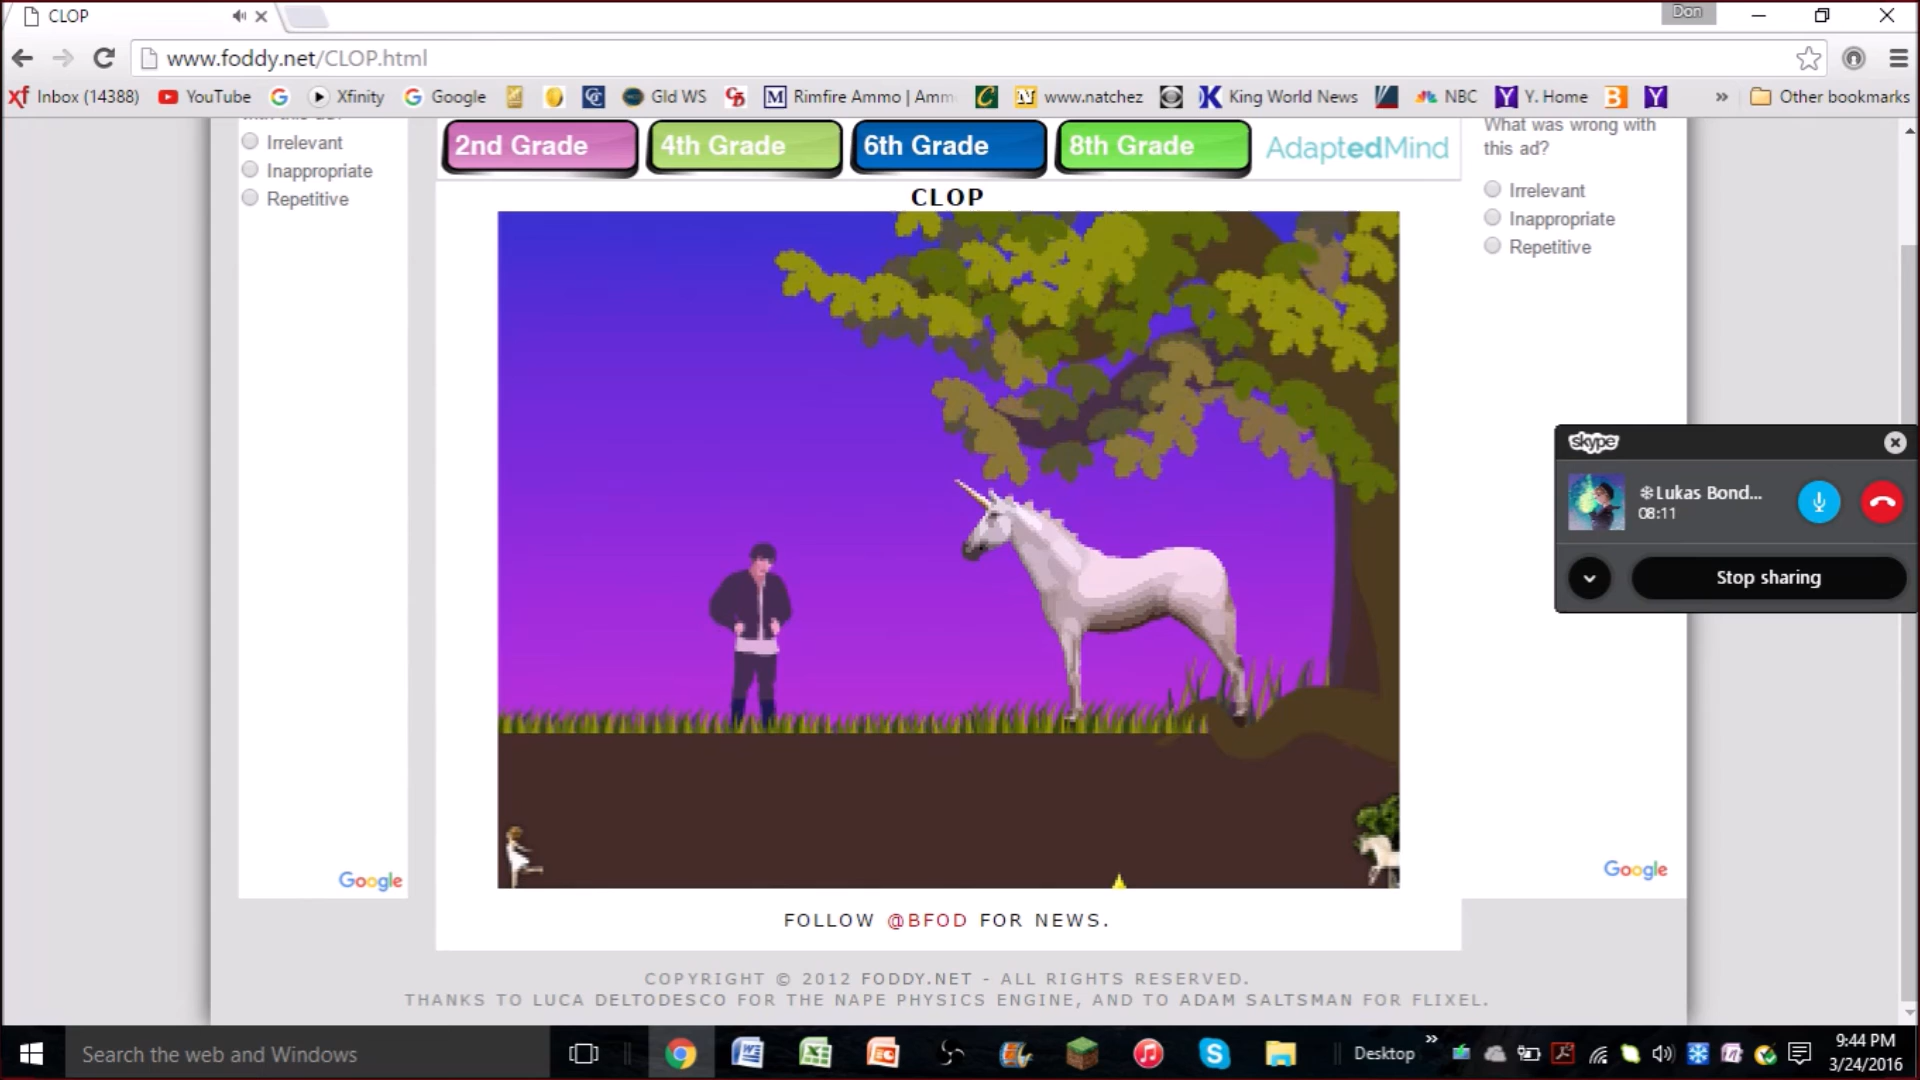 CLOP
Don
www.foddy.net/CLOP.html
Inbox (14388) YouTube Xfinity Google Gld WS Rimfire Ammo | Amm www.natchez King World News NBC Y. Home » Other bookmarks
Irrelevant
Inappropriate
Repetitive
2nd Grade 4th Grade 6th Grade 8th Grade AdaptedMind
What was wrong with
this ad?
Irrelevant
Inappropriate
Repetitive
CLOP
skype
❄Lukas Bond...
08:11
Stop sharing
Google
Google
FOLLOW @BFOD FOR NEWS.
COPYRIGHT © 2012 FODDY.NET - ALL RIGHTS RESERVED.
THANKS TO LUCA DELTODESCO FOR THE NAPE PHYSICS ENGINE, AND TO ADAM SALTSMAN FOR FLIXEL.
Search the web and Windows
Desktop »
9:44 PM
3/24/2016